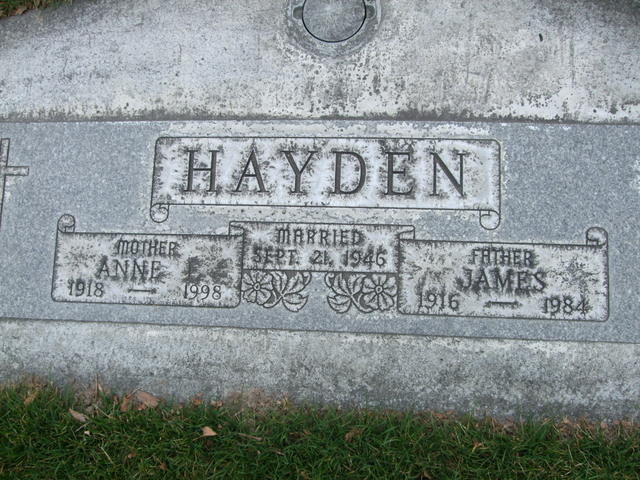 HAYDEN
MARRIED
SEPT. 21, 1946
MOTHER
ANNE E.
1918 — 1998
FATHER
JAMES
1916 — 1984